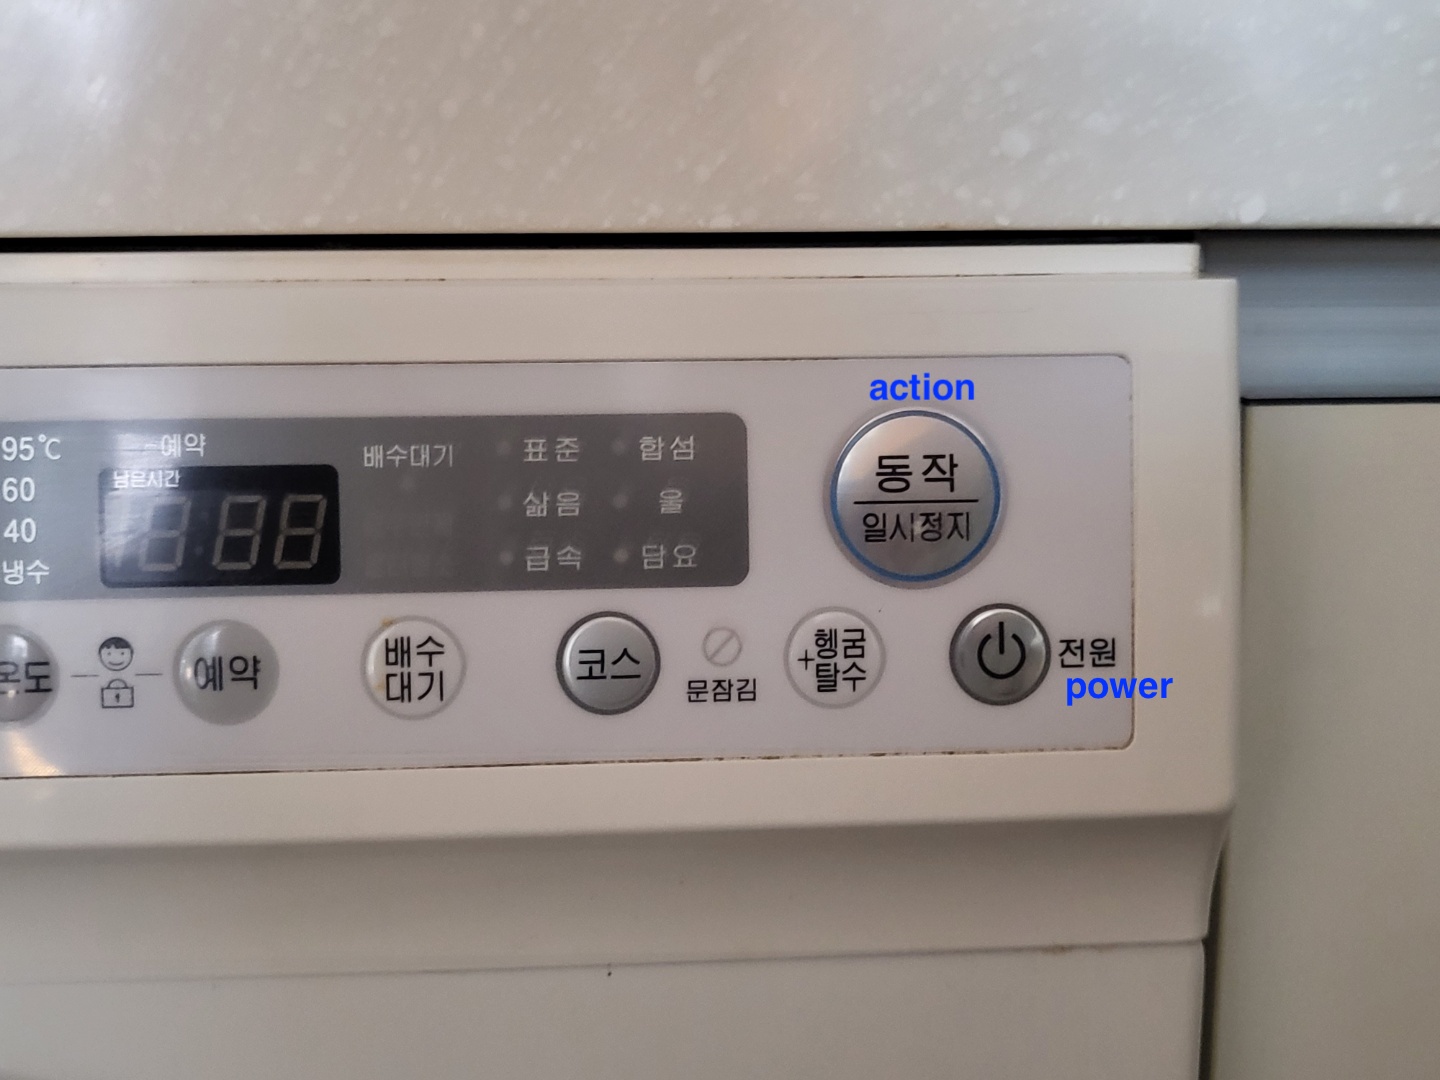 action
95℃
예약
배수대기
표준
합섬
동작
일시정지
남은시간
60
삶음
울
40
급속
담요
냉수
온도
예약
배수
대기
코스
문잠김
+헹굼
탈수
전원
power